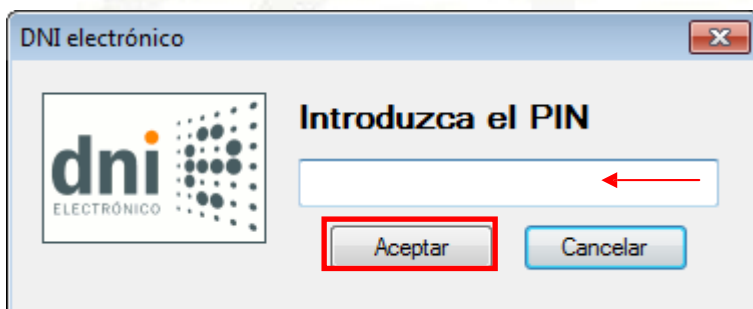 DNI electrónico
dni
ELECTRÓNICO
Introduzca el PIN
Aceptar
Cancelar